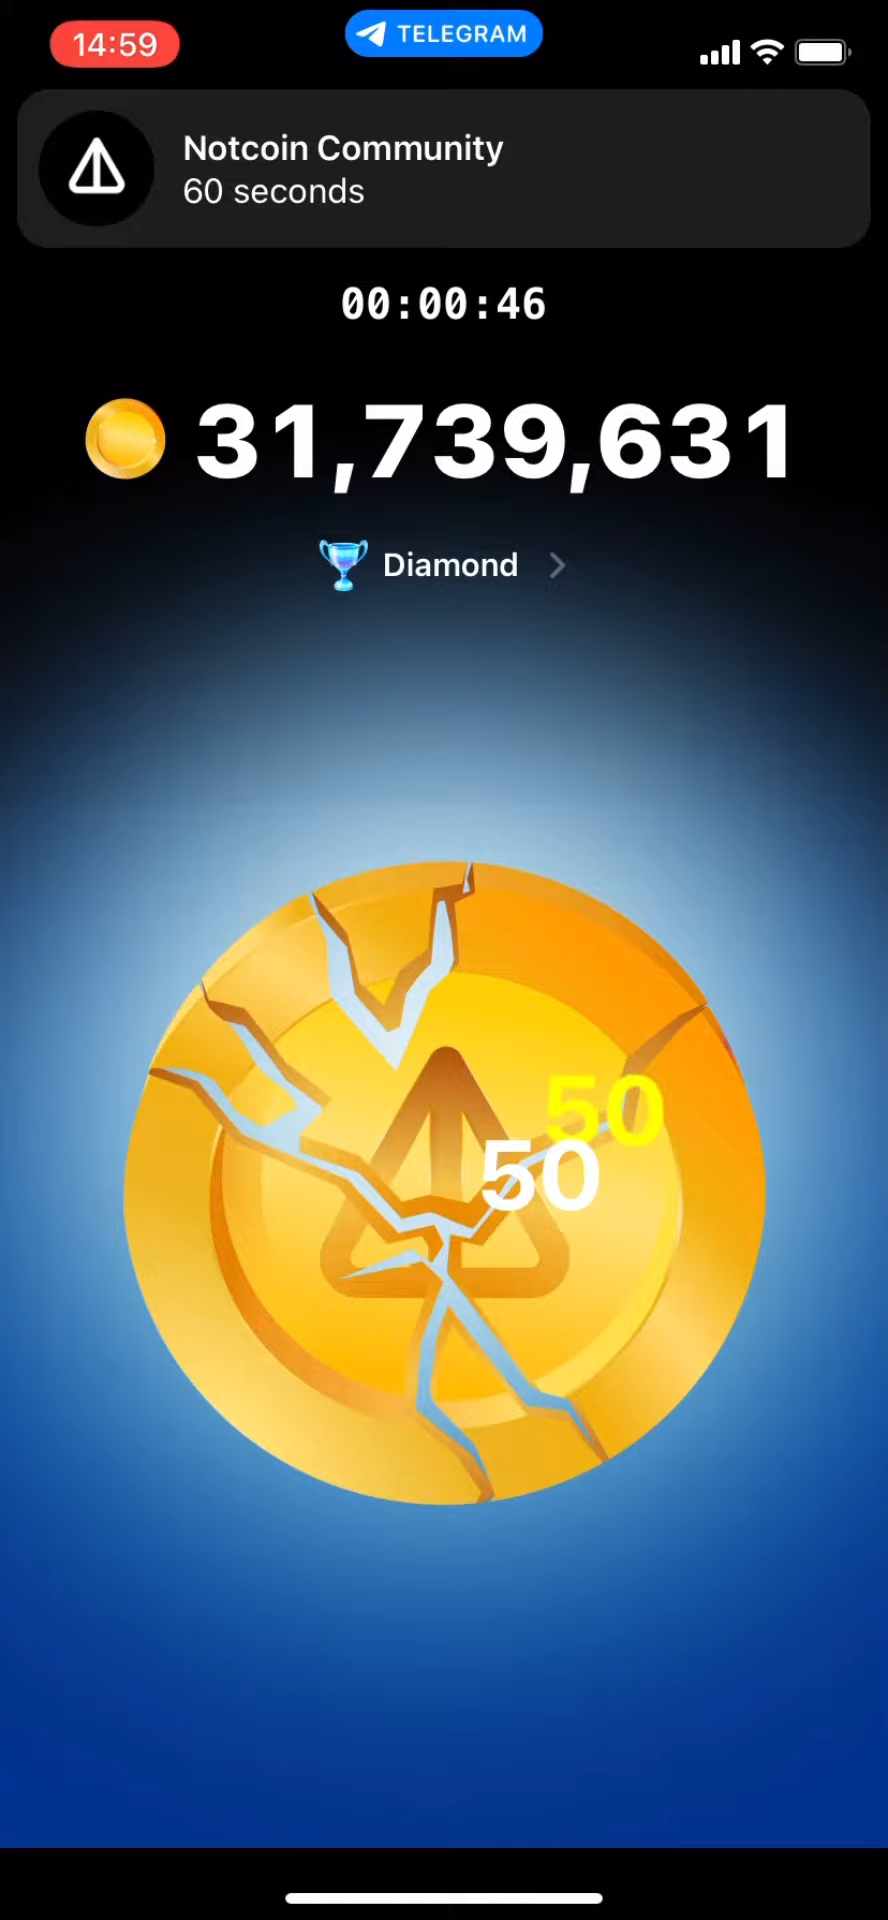 14:59
TELEGRAM
Notcoin Community
60 seconds
00:00:46
31,739,631
Diamond
50
50